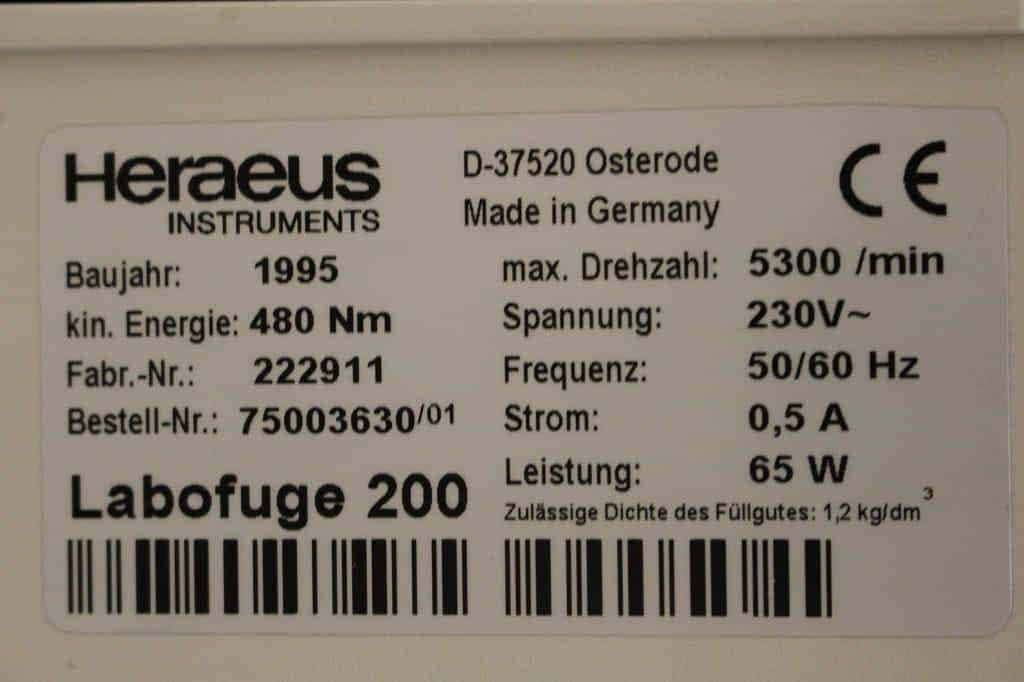 Heraeus
INSTRUMENTS
D-37520 Osterode
Made in Germany
CE
Baujahr: 1995
kin. Energie: 480 Nm
Fabr.-Nr.: 222911
Bestell-Nr.: 75003630/01
Labofuge 200
max. Drehzahl: 5300 /min
Spannung: 230V~
Frequenz: 50/60 Hz
Strom: 0,5 A
Leistung: 65 W
Zulässige Dichte des Füllgutes: 1,2 kg/dm³